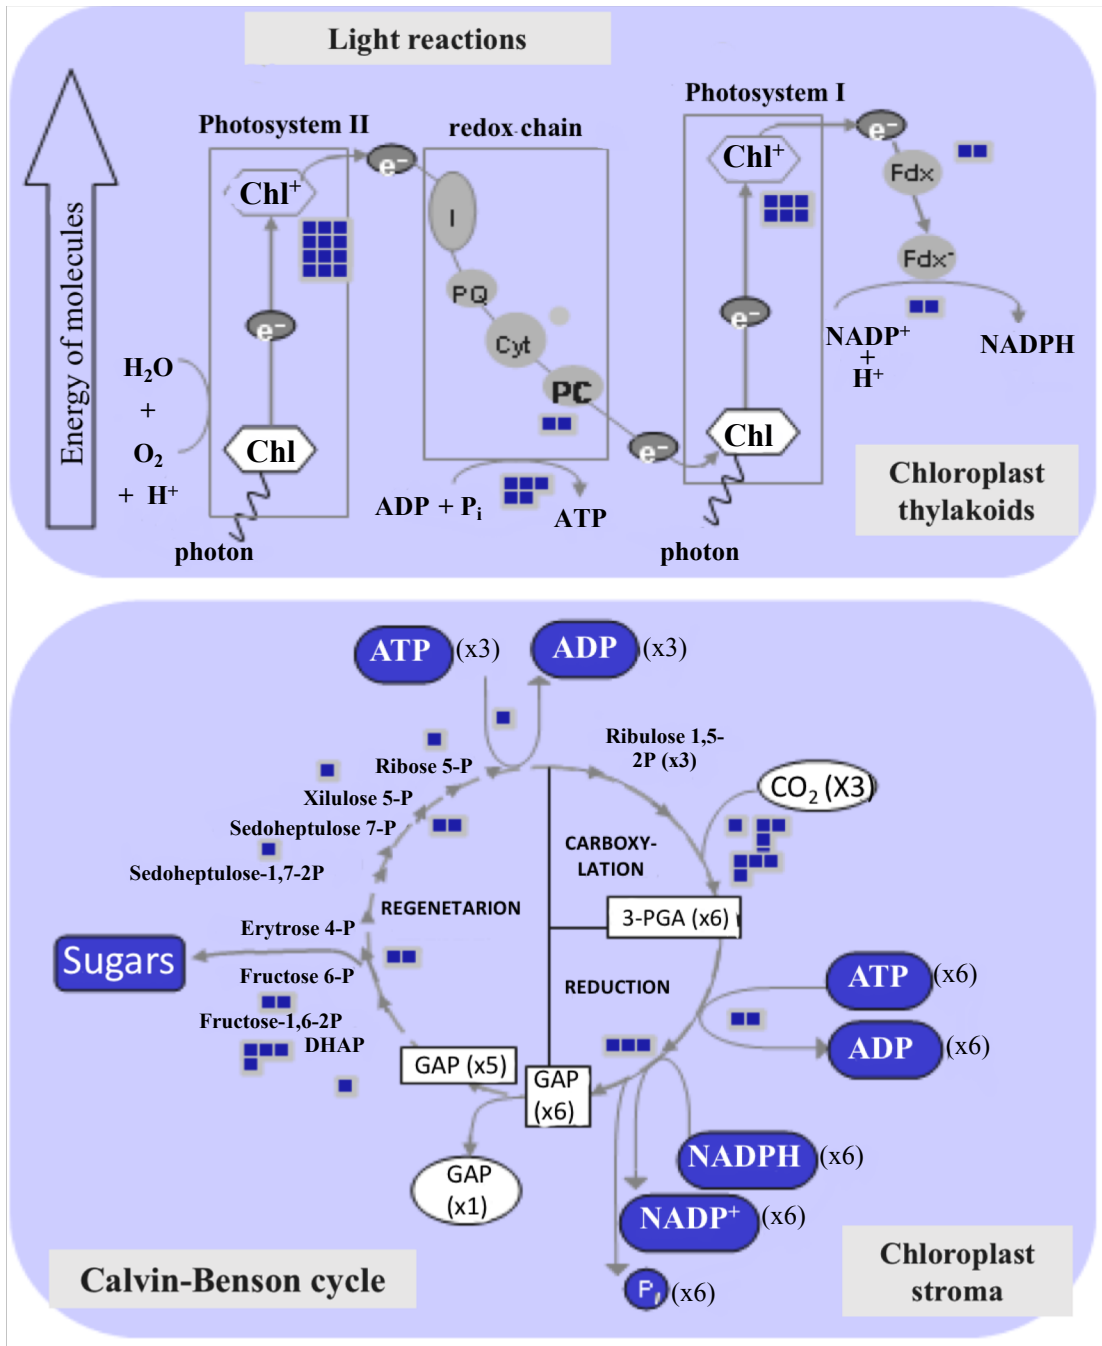 Light reactions
Photosystem I
Photosystem II
redox chain
e⁻
e⁻
Chl⁺
Chl⁺
Fdx
I
Energy of molecules
Fdx⁻
PQ
e⁻
e⁻
Cyt
NADP⁺
+
H⁺
NADPH
H₂O
+
O₂
+ H⁺
PC
Chl
Chl
e⁻
Chloroplast
thylakoids
ADP + Pᵢ
ATP
photon
photon
ATP (x3)
ADP (x3)
Ribulose 1,5-
2P (x3)
Ribose 5-P
CO₂ (X3)
Xilulose 5-P
Sedoheptulose 7-P
CARBOXY-
LATION
Sedoheptulose-1,7-2P
REGENETARION
3-PGA (x6)
Erytrose 4-P
Sugars
Fructose 6-P
REDUCTION
ATP (x6)
Fructose-1,6-2P
DHAP
ADP (x6)
GAP (x5)
GAP
(x6)
NADPH (x6)
GAP
(x1)
NADP⁺ (x6)
Pᵢ (x6)
Calvin-Benson cycle
Chloroplast
stroma